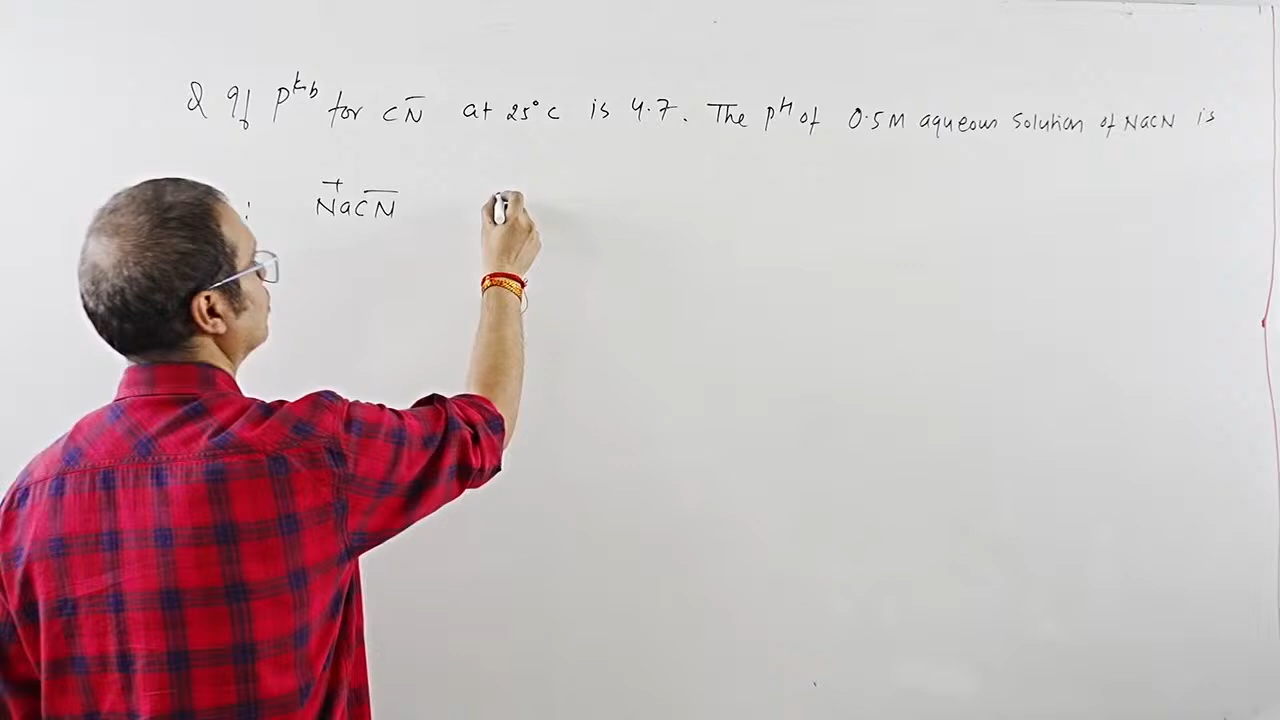 Q If pKb for CN⁻ at 25° C is 4.7. The pH of 0.5M aqueous solution of NaCN is
: Na⁺CN⁻